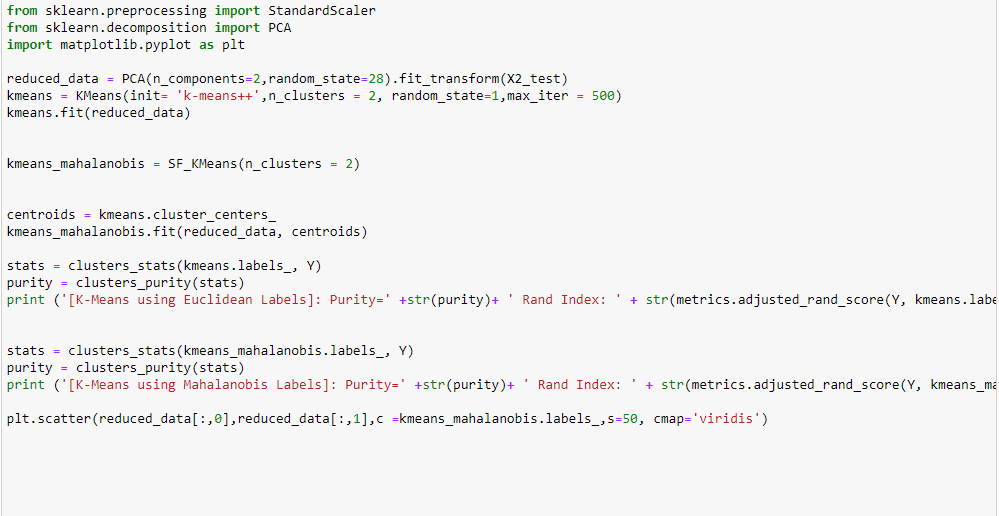 from sklearn.preprocessing import StandardScaler
from sklearn.decomposition import PCA
import matplotlib.pyplot as plt
reduced_data = PCA(n_components=2,random_state=28).fit_transform(X2_test)
kmeans = KMeans(init= 'k-means++',n_clusters = 2, random_state=1,max_iter = 500)
kmeans.fit(reduced_data)
kmeans_mahalanobis = SF_KMeans(n_clusters = 2)
centroids = kmeans.cluster_centers_
kmeans_mahalanobis.fit(reduced_data, centroids)
stats = clusters_stats(kmeans.labels_, Y)
purity = clusters_purity(stats)
print ('[K-Means using Euclidean Labels]: Purity=' +str(purity)+ ' Rand Index: ' + str(metrics.adjusted_rand_score(Y, kmeans.labe
stats = clusters_stats(kmeans_mahalanobis.labels_, Y)
purity = clusters_purity(stats)
print ('[K-Means using Mahalanobis Labels]: Purity=' +str(purity)+ ' Rand Index: ' + str(metrics.adjusted_rand_score(Y, kmeans_ma
plt.scatter(reduced_data[:,0],reduced_data[:,1],c =kmeans_mahalanobis.labels_,s=50, cmap='viridis')